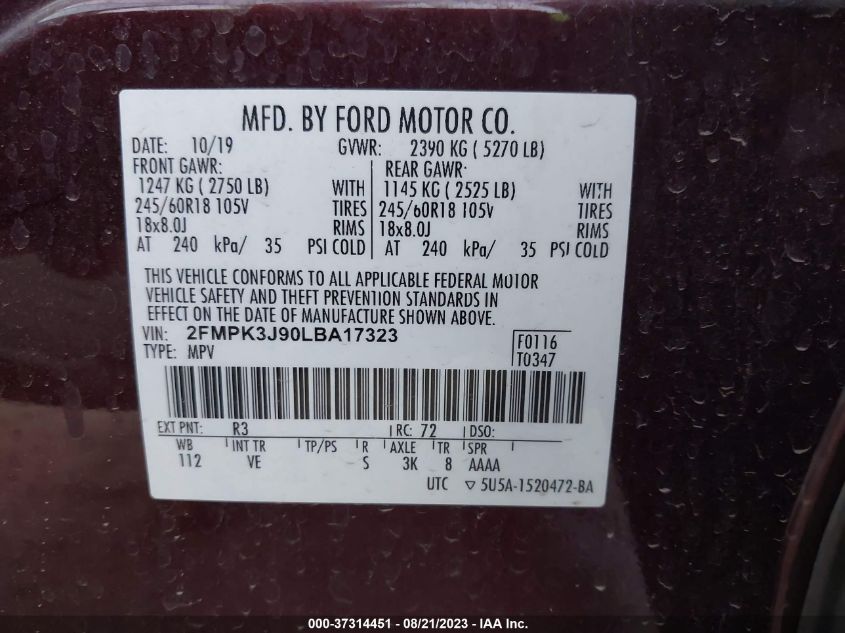 MFD. BY FORD MOTOR CO.
DATE: 10/19 GVWR: 2390 KG ( 5270 LB)
FRONT GAWR: REAR GAWR:
1247 KG ( 2750 LB) WITH 1145 KG ( 2525 LB) WITH
245/60R18 105V TIRES 245/60R18 105V TIRES
18x8.0J RIMS 18x8.0J RIMS
AT 240 kPa/ 35 PSI COLD AT 240 kPa/ 35 PSI COLD
THIS VEHICLE CONFORMS TO ALL APPLICABLE FEDERAL MOTOR
VEHICLE SAFETY AND THEFT PREVENTION STANDARDS IN
EFFECT ON THE DATE OF MANUFACTURE SHOWN ABOVE.
VIN: 2FMPK3J90LBA17323 F0116
TYPE: MPV T0347
EXT PNT: R3 RC: 72 DSO:
WB INT TR TP/PS R AXLE TR SPR
112 VE S 3K 8 AAAA
UTC ▽ 5U5A-1520472-BA
000-37314451 - 08/21/2023 - IAA Inc.